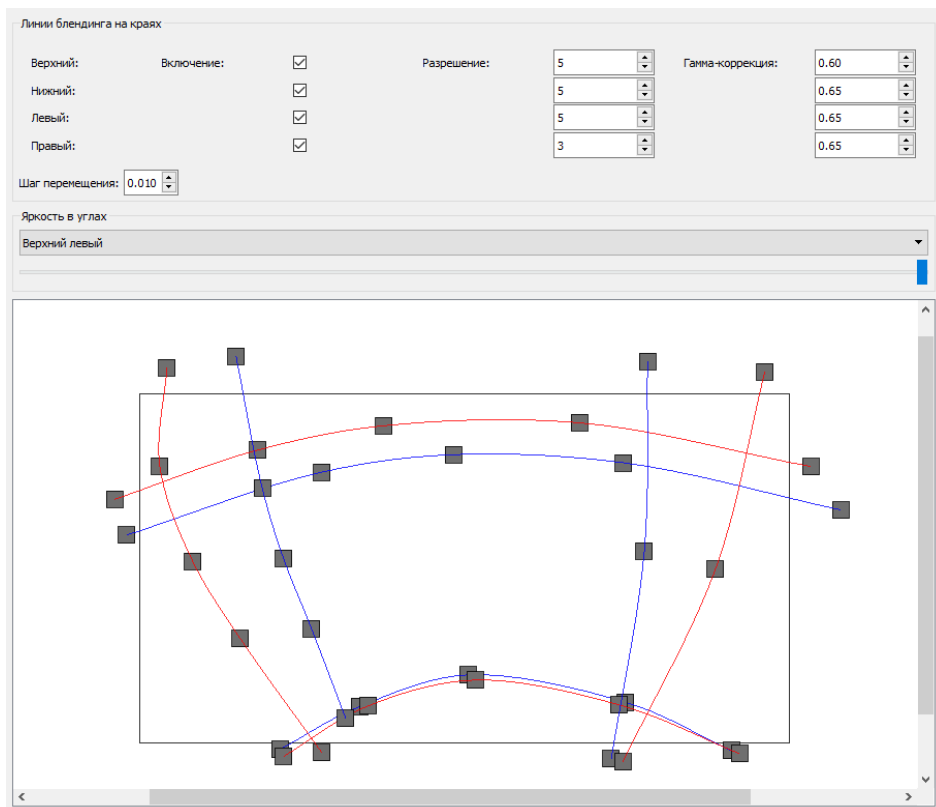 Линии блендинга на краях
Верхний: Включение: Разрешение: 5 Гамма-коррекция: 0.60
Нижний: 5 0.65
Левый: 5 0.65
Правый: 3 0.65
Шаг перемещения: 0.010
Яркость в углах
Верхний левый